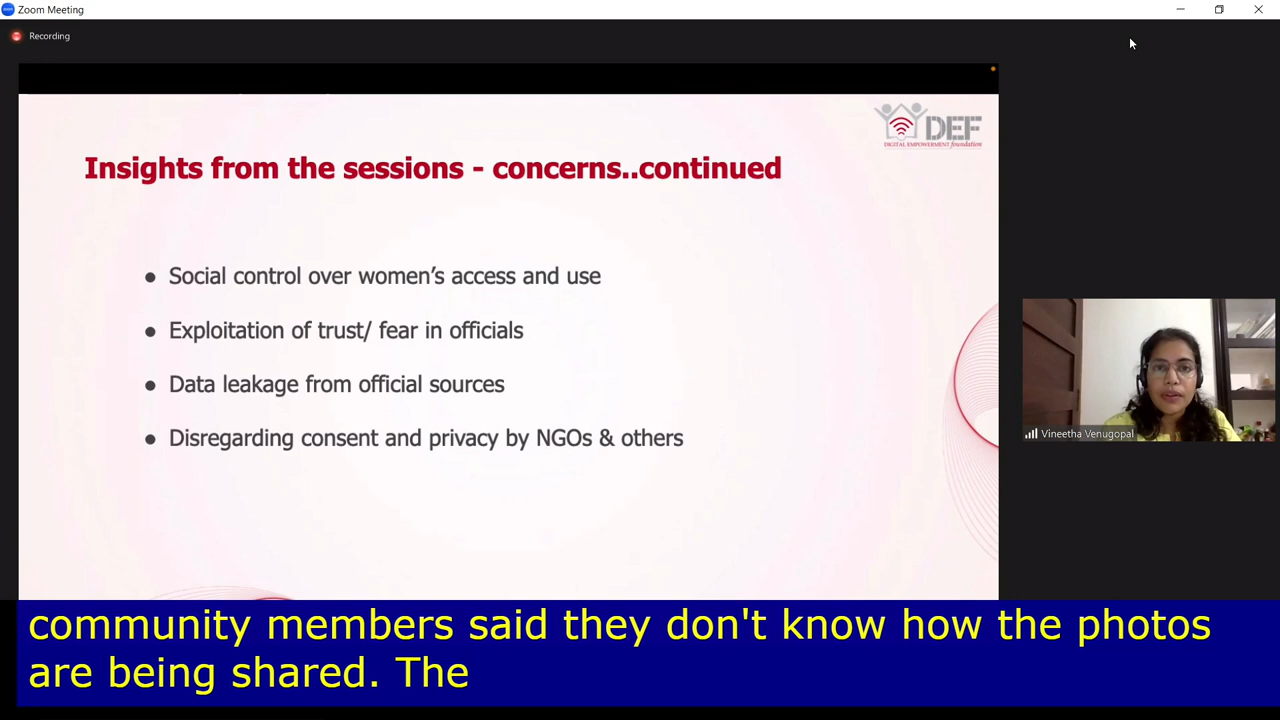 Zoom Meeting
Recording
DEF
DIGITAL EMPOWERMENT foundation
Insights from the sessions - concerns..continued
● Social control over women’s access and use
● Exploitation of trust/ fear in officials
● Data leakage from official sources
● Disregarding consent and privacy by NGOs & others
Vineetha Venugopal
community members said they don't know how the photos
are being shared. The